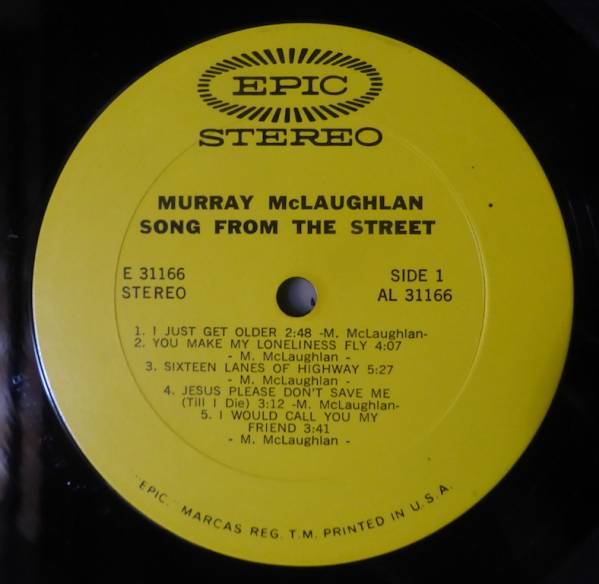 EPIC
STEREO
MURRAY McLAUGHLAN
SONG FROM THE STREET
E 31166
STEREO
SIDE 1
AL 31166
1. I JUST GET OLDER 2:48 -M. McLaughlan-
2. YOU MAKE MY LONELINESS FLY 4:07
- M. McLaughlan -
3. SIXTEEN LANES OF HIGHWAY 5:27
- M. McLaughlan -
4. JESUS PLEASE DON'T SAVE ME
(Till I Die) 3:12 -M. McLaughlan-
5. I WOULD CALL YOU MY
FRIEND 3:41
- M. McLaughlan -
"EPIC," MARCAS REG. T.M. PRINTED IN U.S.A.